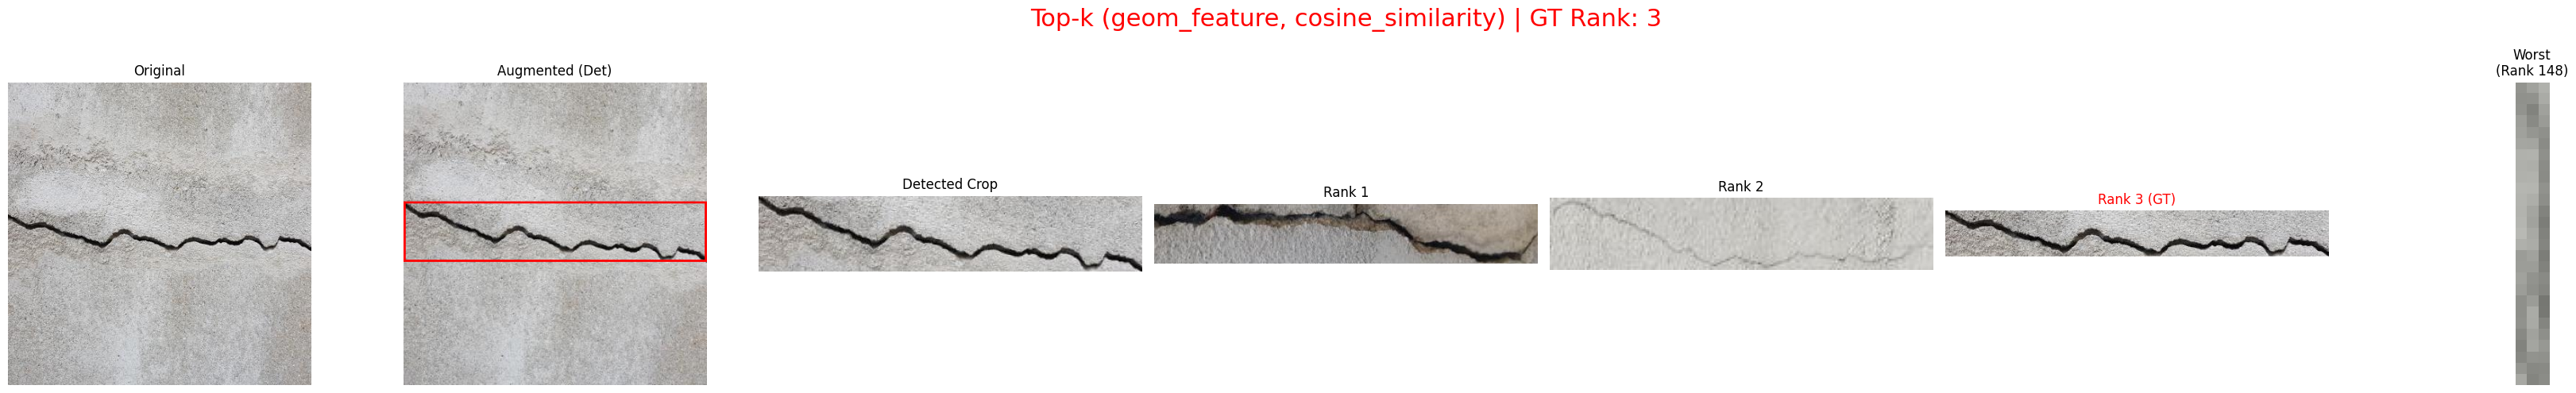 Top-k (geom_feature, cosine_similarity) | GT Rank: 3
Original
Augmented (Det)
Detected Crop
Rank 1
Rank 2
Rank 3 (GT)
Worst
(Rank 148)